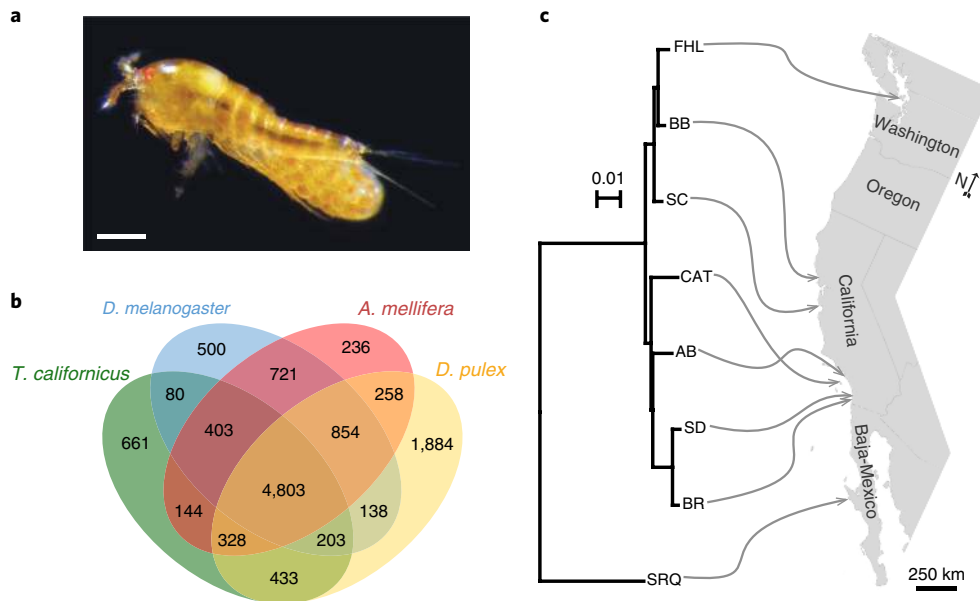 a
b
D. melanogaster
A. mellifera
T. californicus
D. pulex
500
236
80
721
258
661
403
854
1,884
4,803
144
138
328
203
433
c
FHL
BB
0.01
SC
CAT
AB
SD
BR
SRQ
Washington
Oregon
N
California
Baja-Mexico
250 km